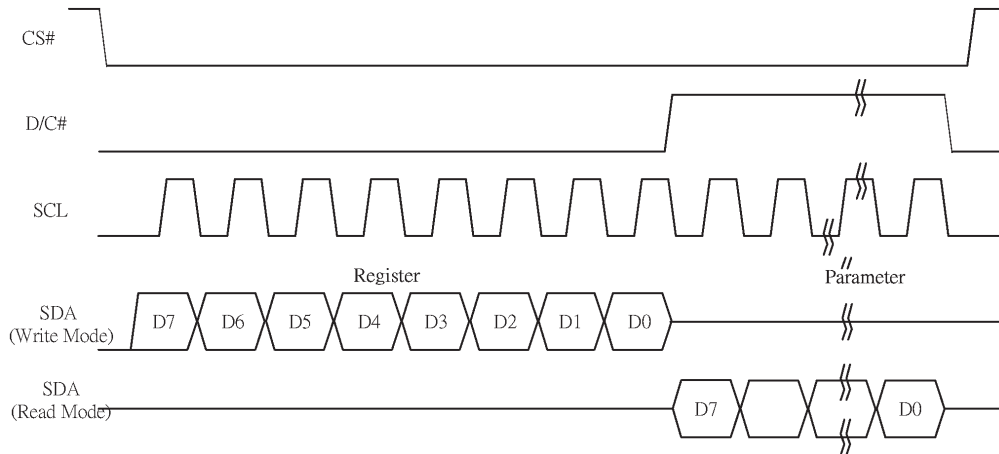 CS#
D/C#
SCL
Register
Parameter
SDA
(Write Mode)
D7 D6 D5 D4 D3 D2 D1 D0
SDA
(Read Mode)
D7 D0